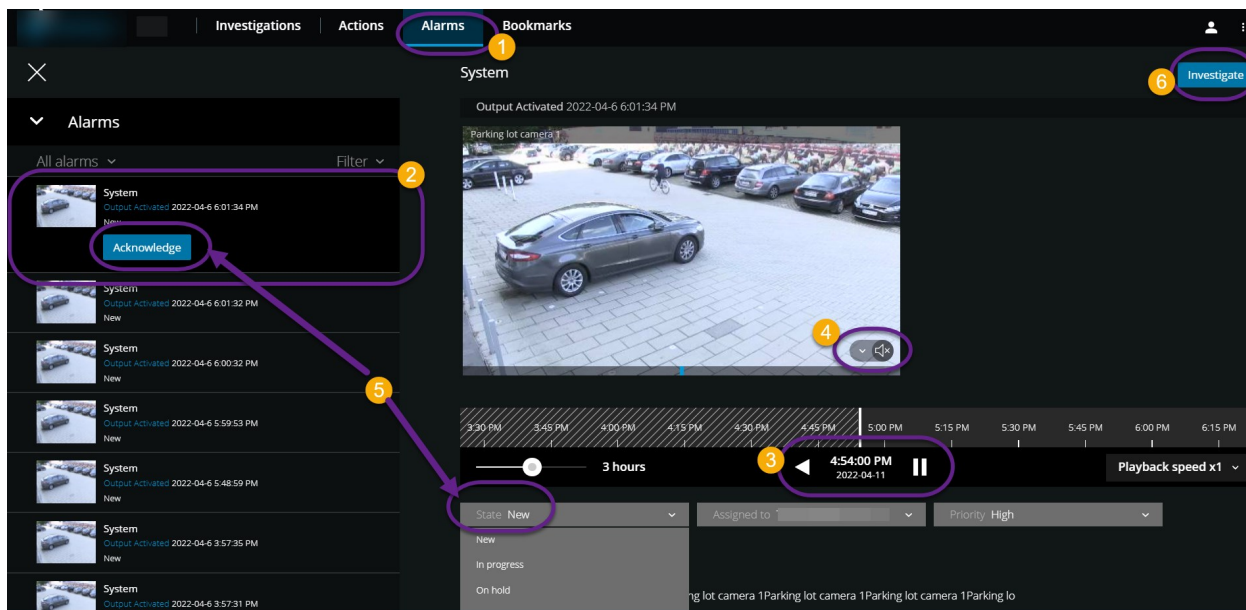 Investigations
Actions
Alarms
Bookmarks
1
System
6
Investigate
Alarms
Output Activated 2022-04-6 6:01:34 PM
Parking lot camera 1
All alarms
Filter
2
System
Output Activated 2022-04-6 6:01:34 PM
New
Acknowledge
System
Output Activated 2022-04-6 6:01:32 PM
New
System
Output Activated 2022-04-6 6:00:32 PM
New
System
Output Activated 2022-04-6 5:59:53 PM
New
System
Output Activated 2022-04-6 5:48:59 PM
New
System
Output Activated 2022-04-6 3:57:35 PM
New
System
Output Activated 2022-04-6 3:57:31 PM
4
5
3:30 PM 3:45 PM 4:00 PM 4:15 PM 4:30 PM 4:45 PM 5:00 PM 5:15 PM 5:30 PM 5:45 PM 6:00 PM 6:15 PM
3 hours
3
4:54:00 PM
2022-04-11
Playback speed x1
State New
Assigned to
Priority High
New
In progress
On hold
ng lot camera 1Parking lot camera 1Parking lot camera 1Parking lo